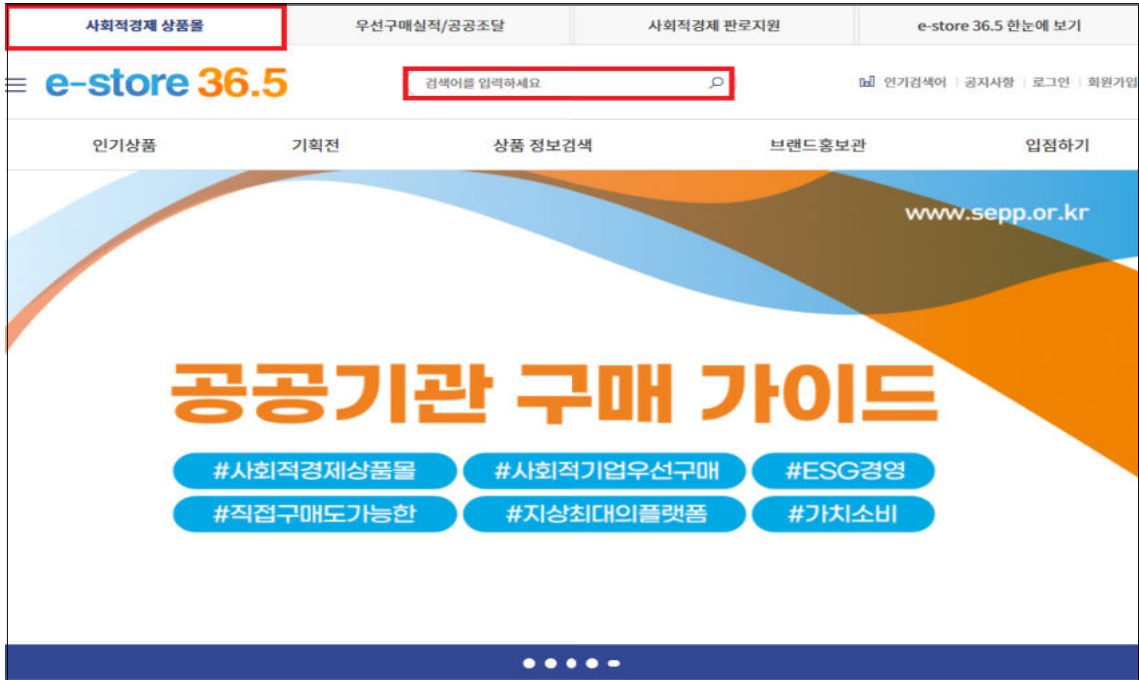 사회적경제 상품몰 우선구매실적/공공조달 사회적경제 판로지원 e-store 36.5 한눈에 보기
e-store 36.5 검색어를 입력하세요 인기검색어 공지사항 로그인 회원가입
인기상품 기획전 상품 정보검색 브랜드홍보관 입점하기
www.sepp.or.kr
공공기관 구매 가이드
#사회적경제상품몰 #사회적기업우선구매 #ESG경영
#직접구매도가능한 #지상최대의플랫폼 #가치소비